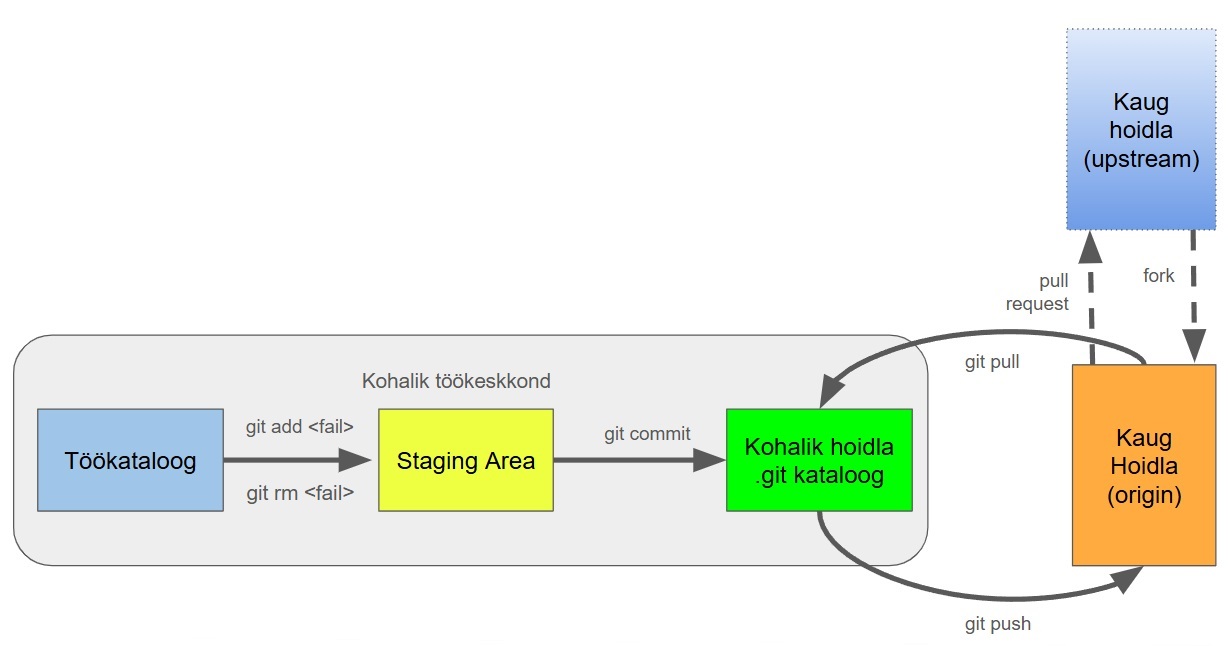 Kaug
hoidla
(upstream)
pull
request
fork
git pull
Kohalik töökeskkond
Töökataloog
git add <fail>
git rm <fail>
Staging Area
git commit
Kohalik hoidla
.git kataloog
Kaug
Hoidla
(origin)
git push